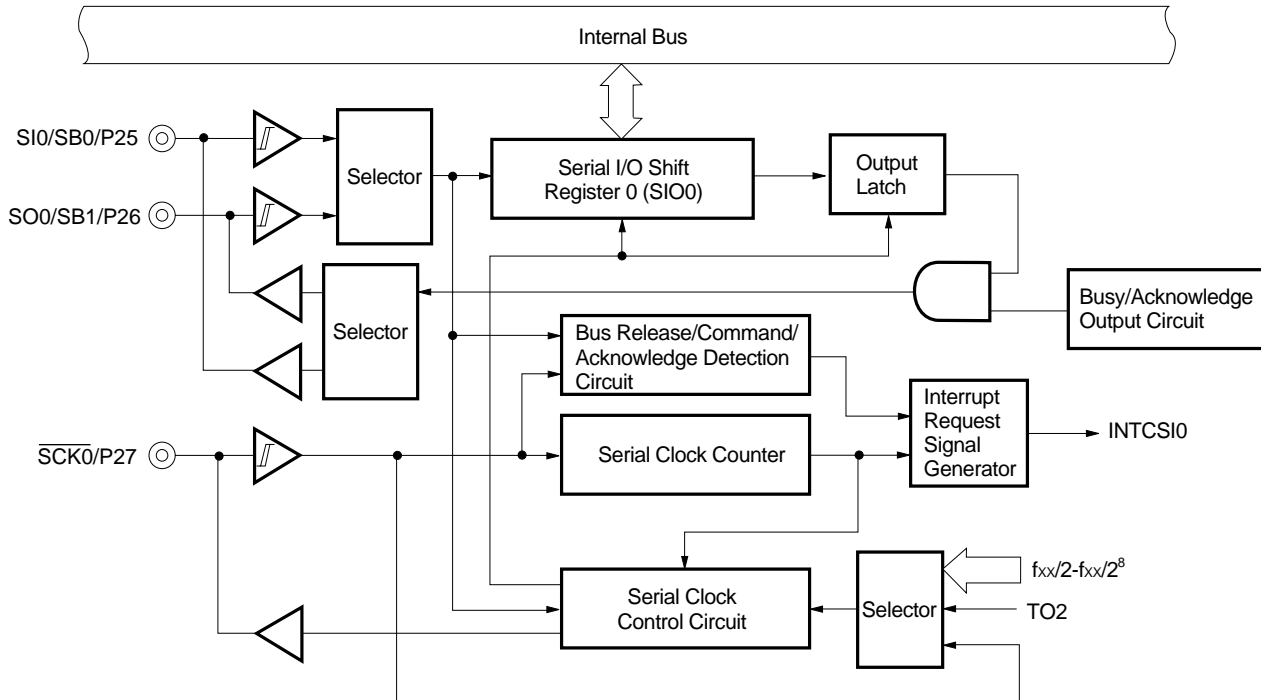 Internal Bus
SI0/SB0/P25
Selector
Serial I/O Shift
Register 0 (SIO0)
Output
Latch
SO0/SB1/P26
Selector
Busy/Acknowledge
Output Circuit
Bus Release/Command/
Acknowledge Detection
Circuit
Interrupt
Request
Signal
Generator
INTCSI0
S̅C̅K̅0̅/P27
Serial Clock Counter
Serial Clock
Control Circuit
Selector
fxx/2-fxx/2⁸
TO2